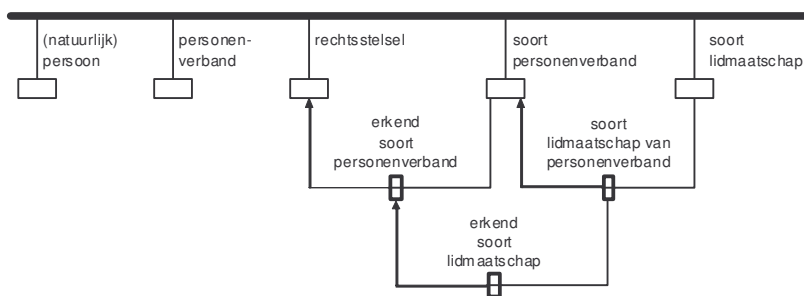 (natuurlijk)
persoon
personen-
verband
rechtsstelsel
soort
personenverband
soort
lidmaatschap
erkend
soort
personenverband
soort
lidmaatschap van
personenverband
erkend
soort
lidmaatschap